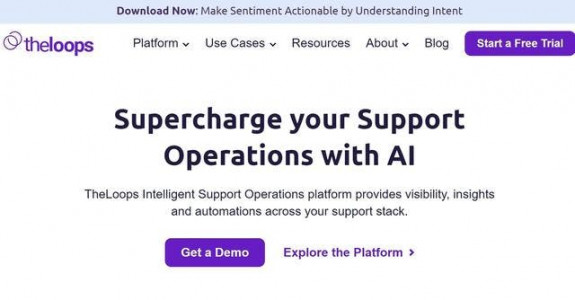 Download Now: Make Sentiment Actionable by Understanding Intent
theloops
Platform Use Cases Resources About Blog Start a Free Trial
Supercharge your Support
Operations with AI
TheLoops Intelligent Support Operations platform provides visibility, insights
and automations across your support stack.
Get a Demo Explore the Platform